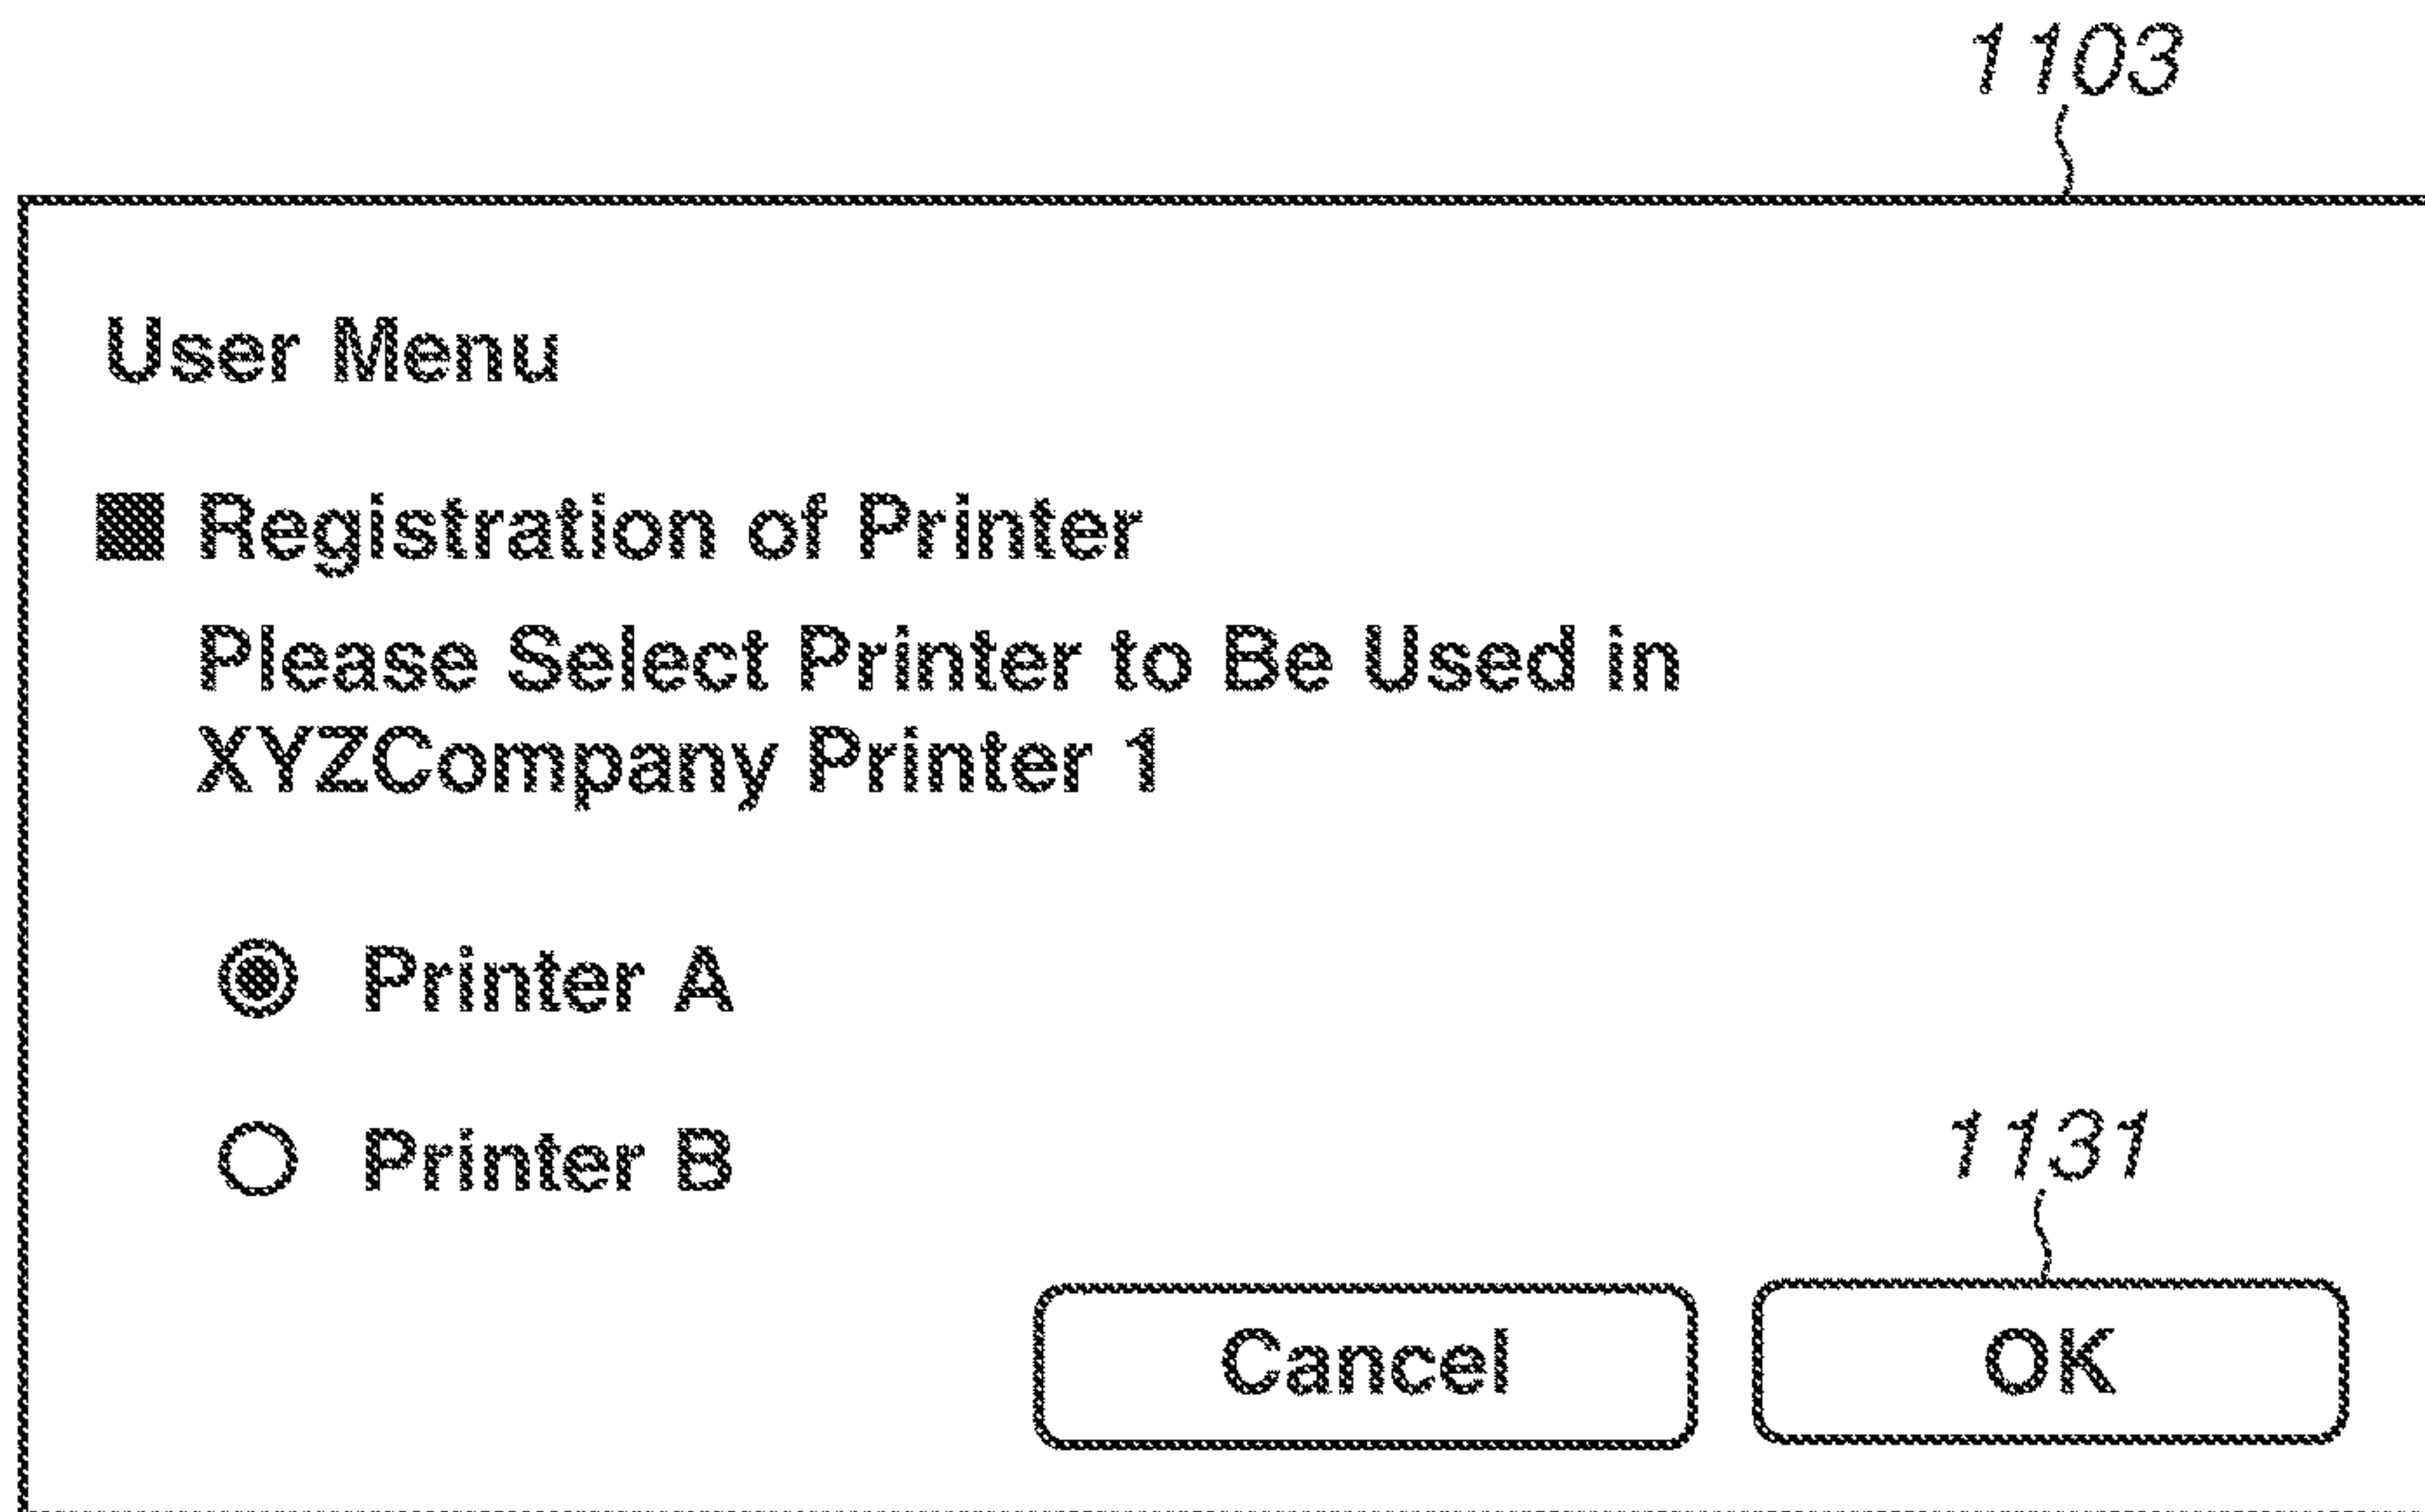 1103
User Menu
Registration of Printer
Please Select Printer to Be Used in
XYZCompany Printer 1
Printer A
Printer B
1131
Cancel
OK